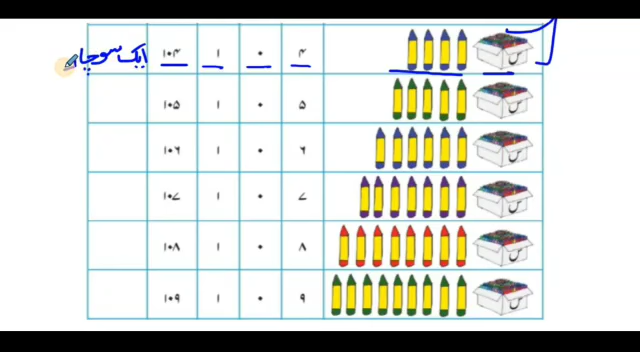 ۴ ۰ ۱ ۱۰۴ ایک سو چا
۵ ۰ ۱ ۱۰۵
۶ ۰ ۱ ۱۰۶
۷ ۰ ۱ ۱۰۷
۸ ۰ ۱ ۱۰۸
۹ ۰ ۱ ۱۰۹